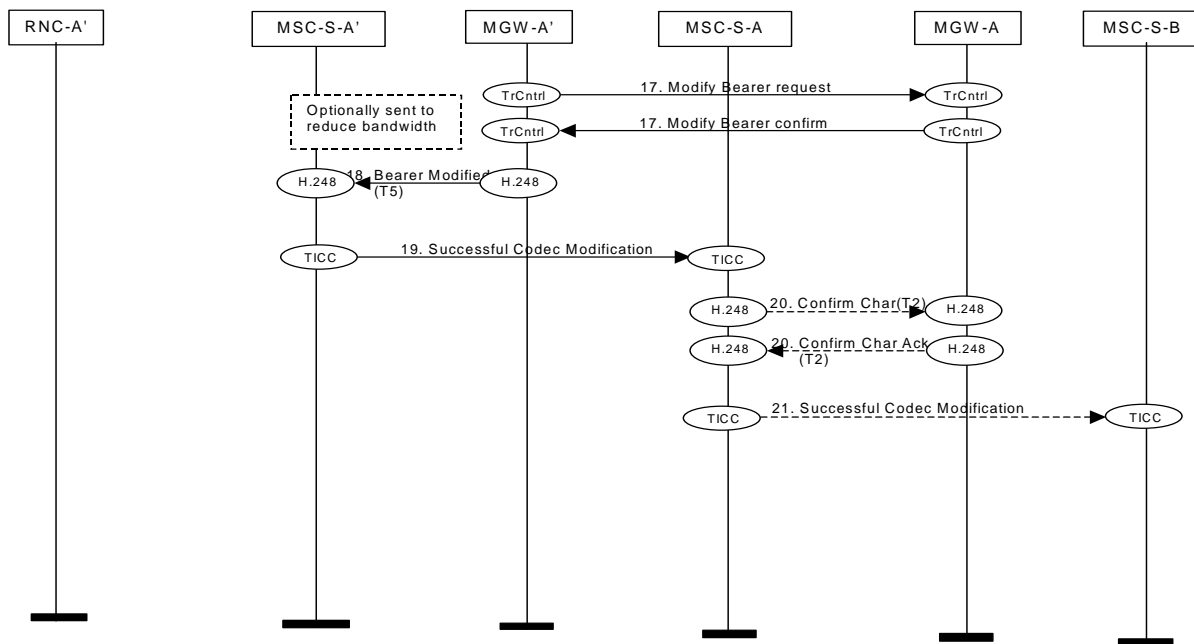 RNC-A'
MSC-S-A’
MGW-A’
MSC-S-A
MGW-A
MSC-S-B
TrCntrl
17. Modify Bearer request
TrCntrl
Optionally sent to
reduce bandwidth
TrCntrl
17. Modify Bearer confirm
TrCntrl
H.248
18. Bearer Modified
(T5)
H.248
TICC
19. Successful Codec Modification
TICC
H.248
20. Confirm Char(T2)
H.248
H.248
20. Confirm Char Ack
(T2)
H.248
TICC
21. Successful Codec Modification
TICC